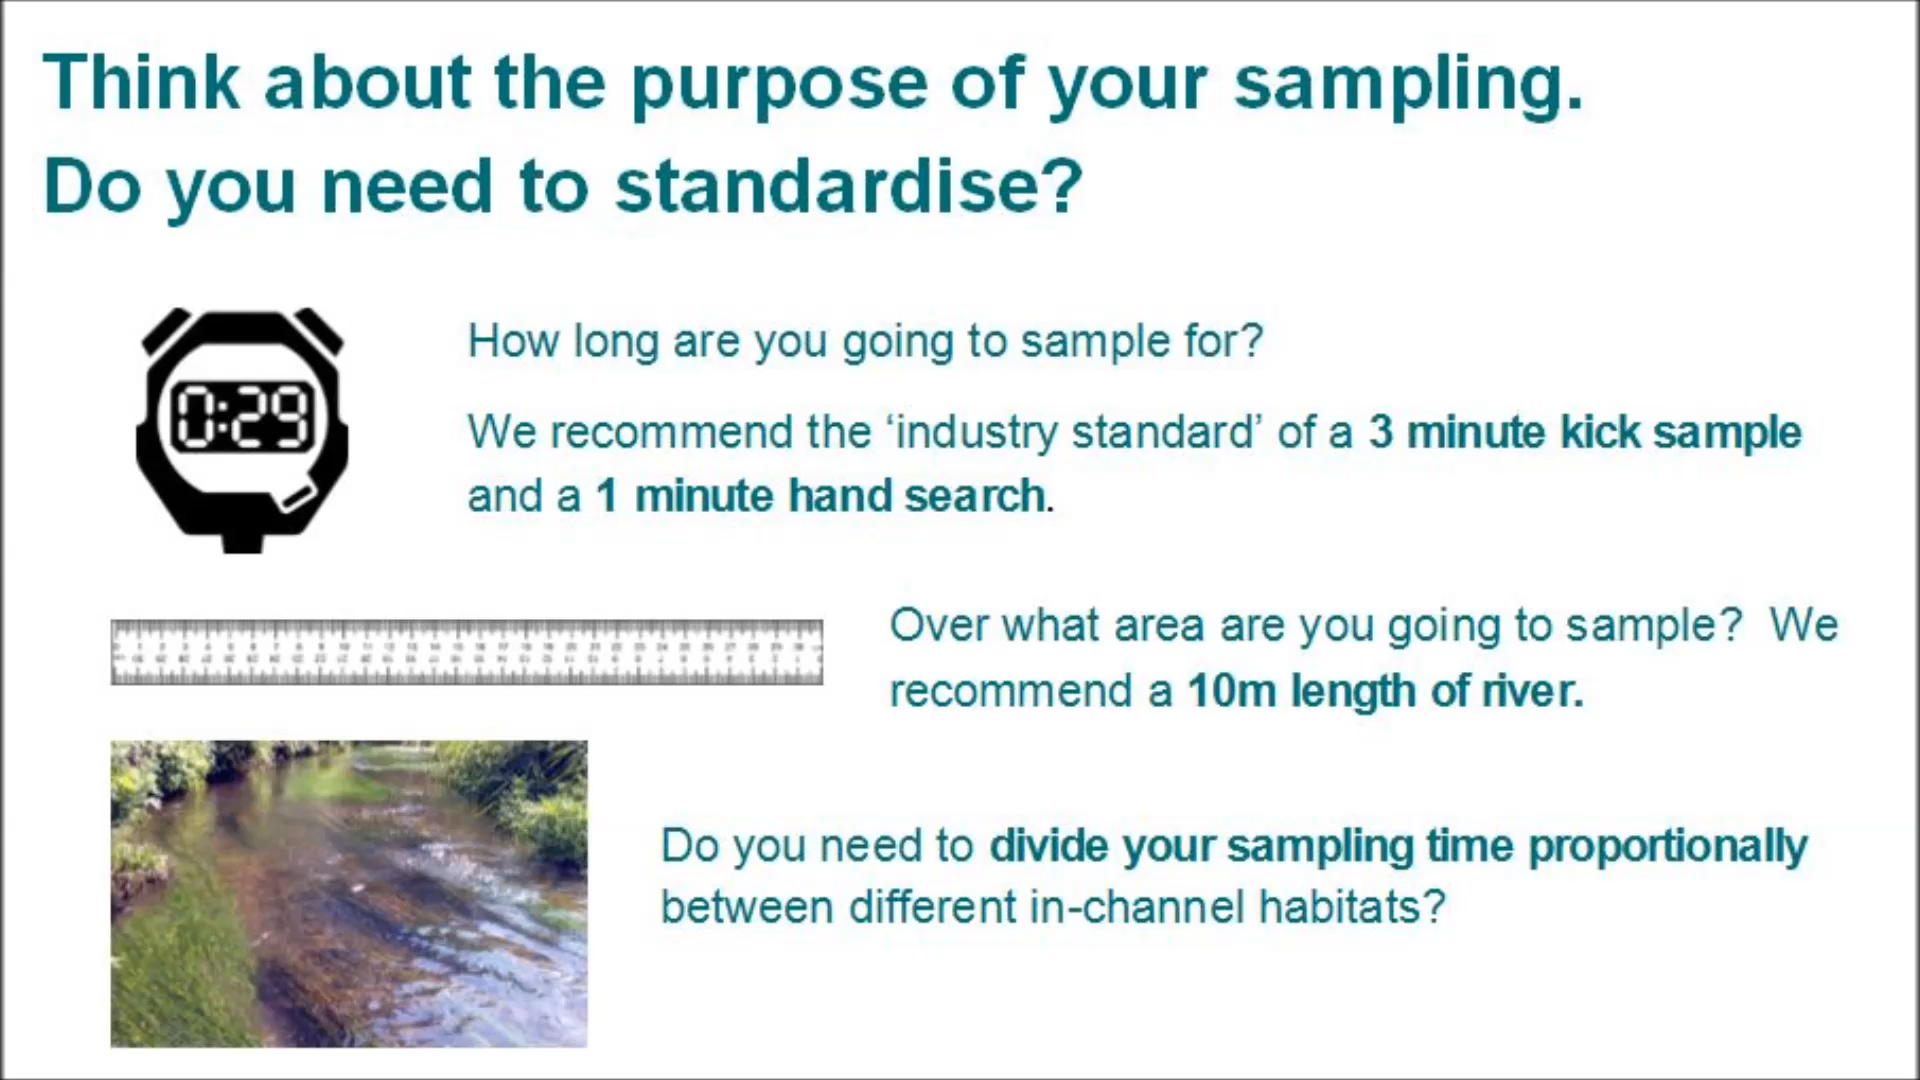 Think about the purpose of your sampling.
Do you need to standardise?
0:29
How long are you going to sample for?
We recommend the ‘industry standard’ of a 3 minute kick sample
and a 1 minute hand search.
Over what area are you going to sample?  We
recommend a 10m length of river.
Do you need to divide your sampling time proportionally
between different in-channel habitats?